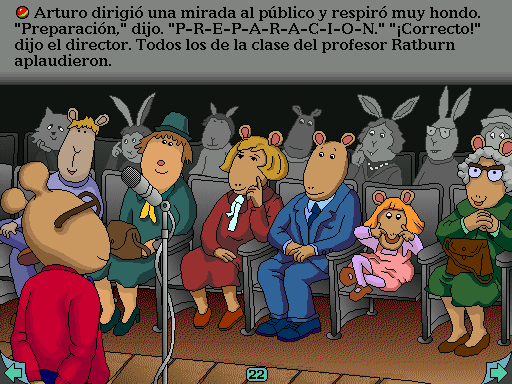 Arturo dirigió una mirada al público y respiró muy hondo.
"Preparación," dijo. "P-R-E-P-A-R-A-C-I-O-N." "¡Correcto!"
dijo el director. Todos los de la clase del profesor Ratburn
aplaudieron.
22